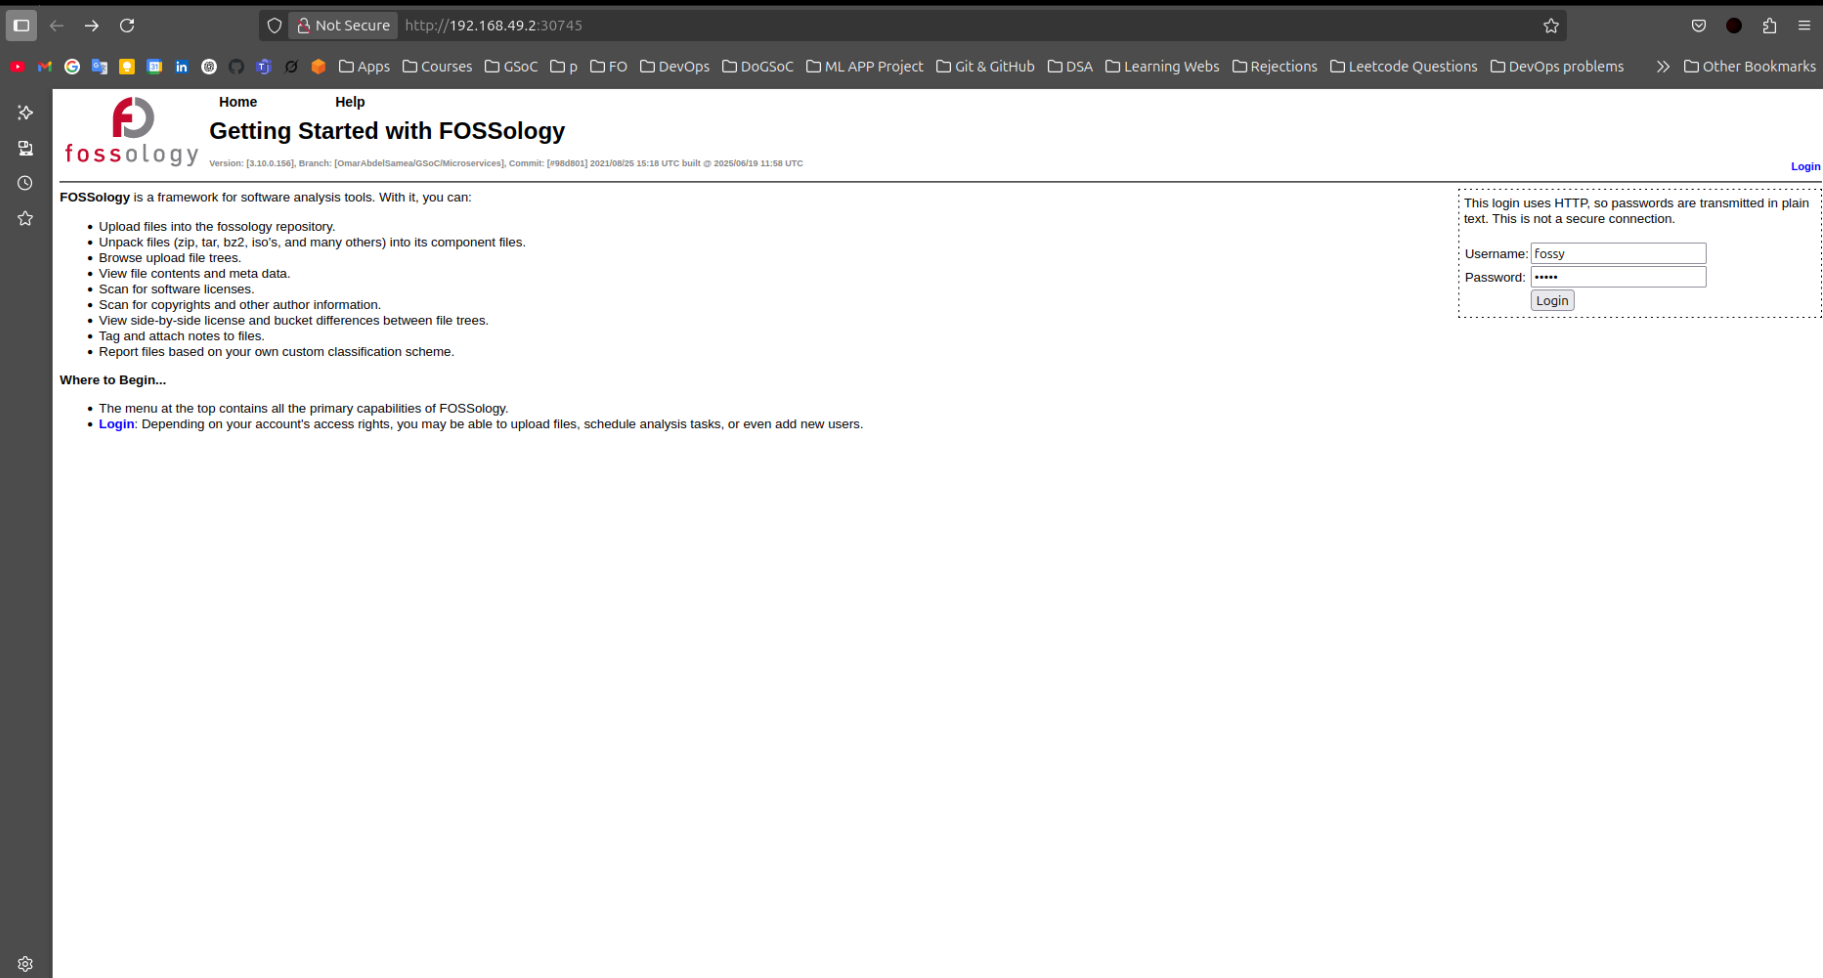 Not Secure http://192.168.49.2:30745
Apps Courses GSoC p FO DevOps DoGSoC ML APP Project Git & GitHub DSA Learning Webs Rejections Leetcode Questions DevOps problems Other Bookmarks
Home Help
Getting Started with FOSSology
fossology
Version: [3.10.0.156], Branch: [OmarAbdelSamea/GSoC/Microservices], Commit: [#98d801] 2021/08/25 15:18 UTC built @ 2025/06/19 11:58 UTC
Login
FOSSology is a framework for software analysis tools. With it, you can:
Upload files into the fossology repository.
Unpack files (zip, tar, bz2, iso's, and many others) into its component files.
Browse upload file trees.
View file contents and meta data.
Scan for software licenses.
Scan for copyrights and other author information.
View side-by-side license and bucket differences between file trees.
Tag and attach notes to files.
Report files based on your own custom classification scheme.
Where to Begin...
The menu at the top contains all the primary capabilities of FOSSology.
Login: Depending on your account's access rights, you may be able to upload files, schedule analysis tasks, or even add new users.
This login uses HTTP, so passwords are transmitted in plain
text. This is not a secure connection.
Username: fossy
Password: •••••
Login